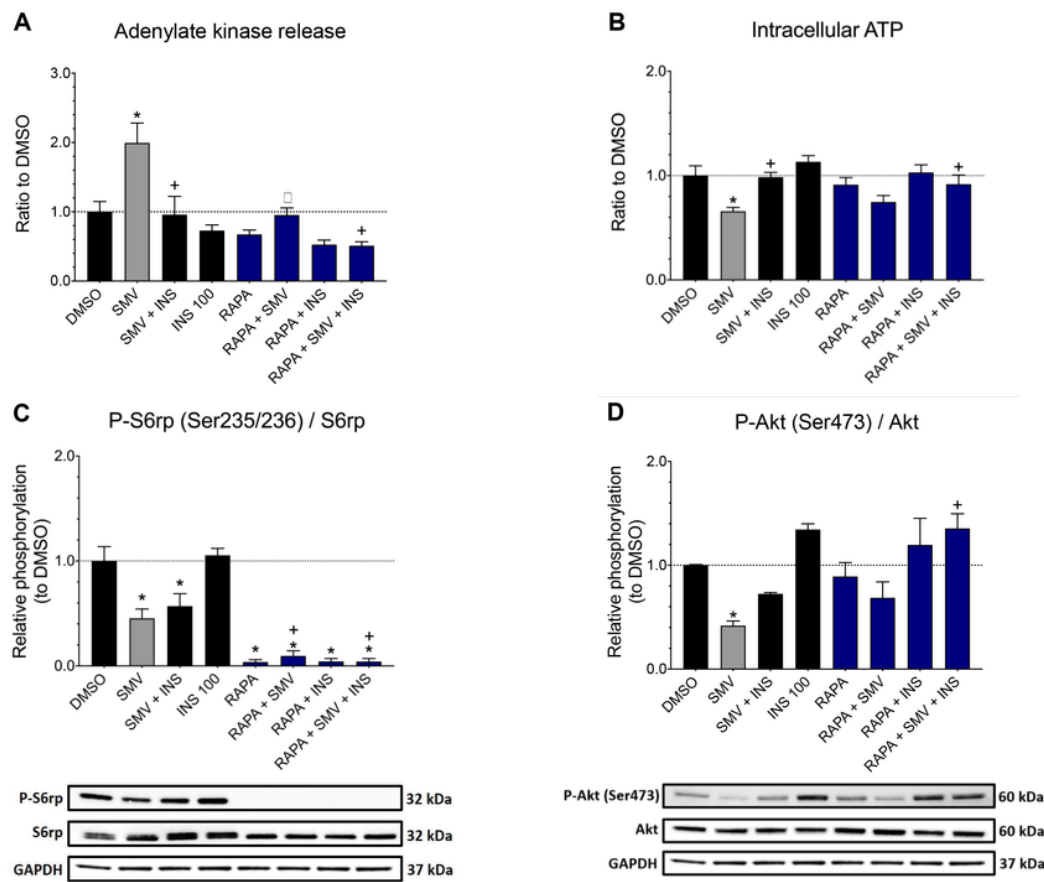 A
Adenylate kinase release
Ratio to DMSO
3.0
2.0
1.0
0.0
*
+
□
+
DMSO
SMV
SMV + INS
INS 100
RAPA
RAPA + SMV
RAPA + INS
RAPA + SMV + INS
B
Intracellular ATP
Ratio to DMSO
2.0
1.0
0.0
*
+
+
DMSO
SMV
SMV + INS
INS 100
RAPA
RAPA + SMV
RAPA + INS
RAPA + SMV + INS
C
P-S6rp (Ser235/236) / S6rp
Relative phosphorylation
(to DMSO)
2.0
1.0
0.0
*
*
*
+
*
*
+
*
DMSO
SMV
SMV + INS
INS 100
RAPA
RAPA + SMV
RAPA + INS
RAPA + SMV + INS
P-S6rp
32 kDa
S6rp
32 kDa
GAPDH
37 kDa
D
P-Akt (Ser473) / Akt
Relative phosphorylation
(to DMSO)
2.0
1.0
0.0
*
+
DMSO
SMV
SMV + INS
INS 100
RAPA
RAPA + SMV
RAPA + INS
RAPA + SMV + INS
P-Akt (Ser473)
60 kDa
Akt
60 kDa
GAPDH
37 kDa